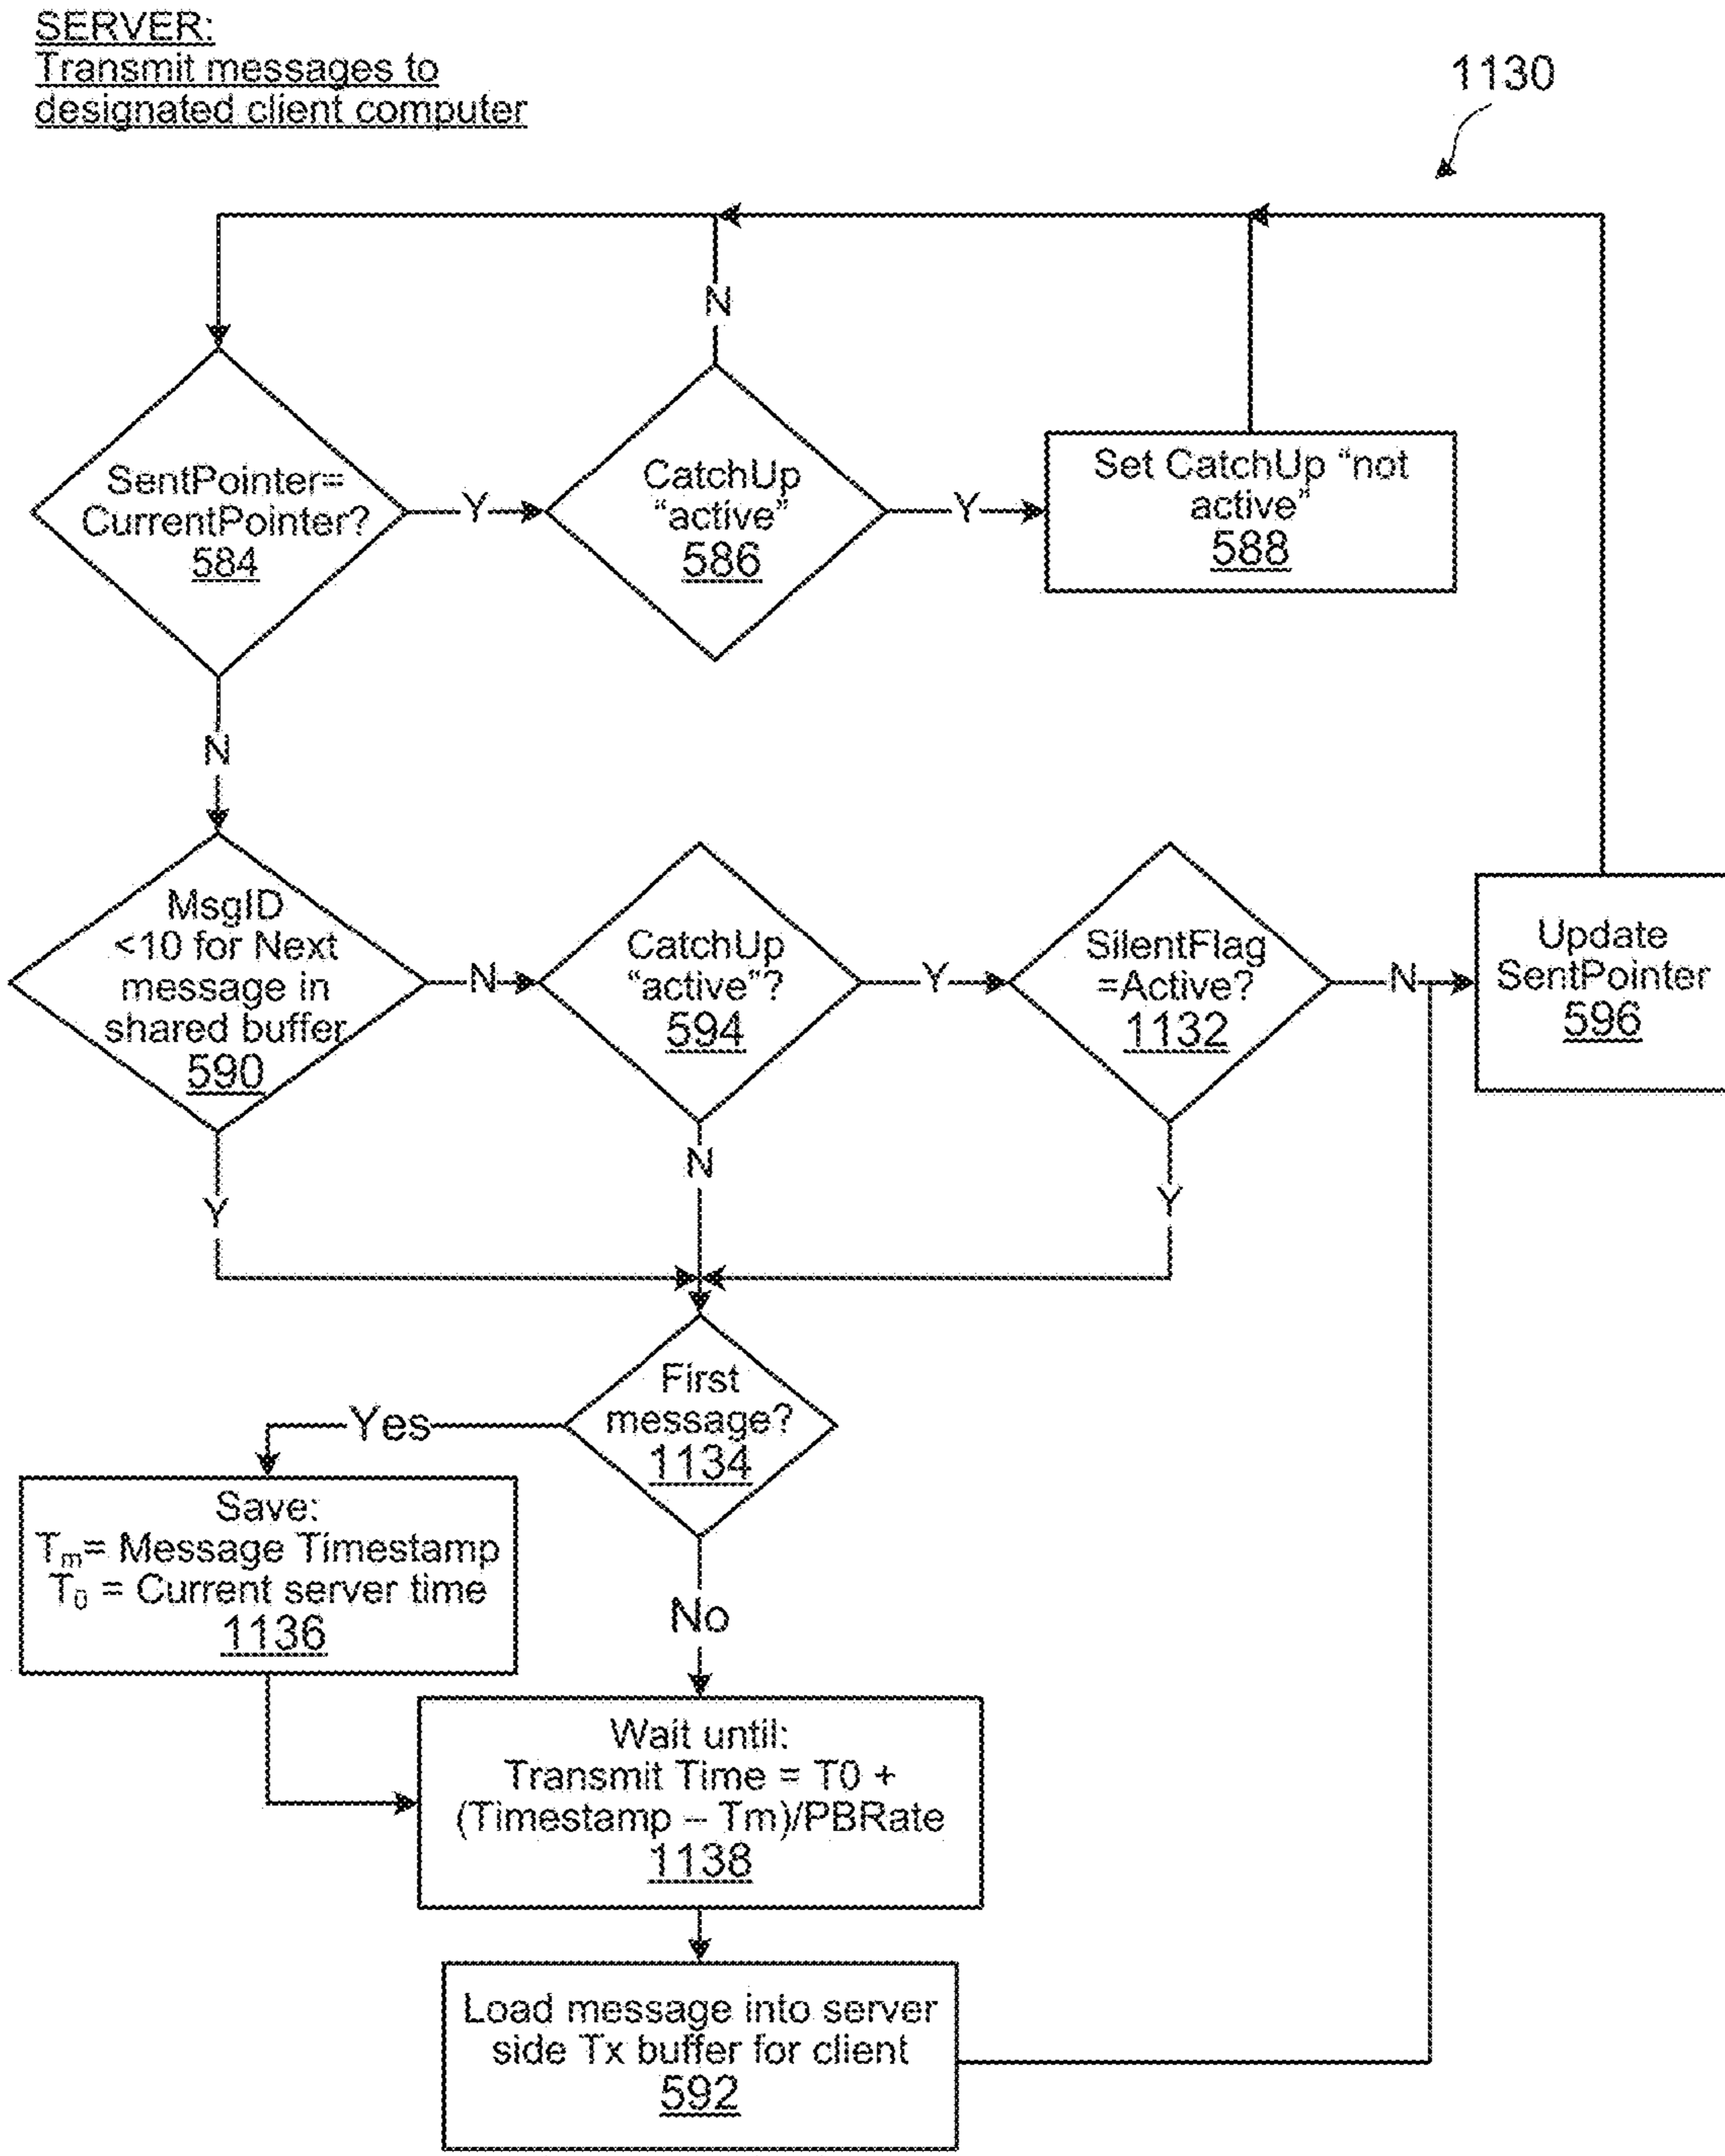 SERVER:
Transmit messages to
designated client computer
1130
N
SentPointer=
CurrentPointer?
584
Y
CatchUp
“active”
586
Y
Set CatchUp “not
active”
588
N
MsgID
<10 for Next
message in
shared buffer
590
N
CatchUp
“active”?
594
Y
SilentFlag
=Active?
1132
N
Update
SentPointer
596
Y
N
Y
First
message?
1134
Yes
Save:
Tm= Message Timestamp
T0 = Current server time
1136
No
Wait until:
Transmit Time = T0 +
(Timestamp – Tm)/PBRate
1138
Load message into server
side Tx buffer for client
592